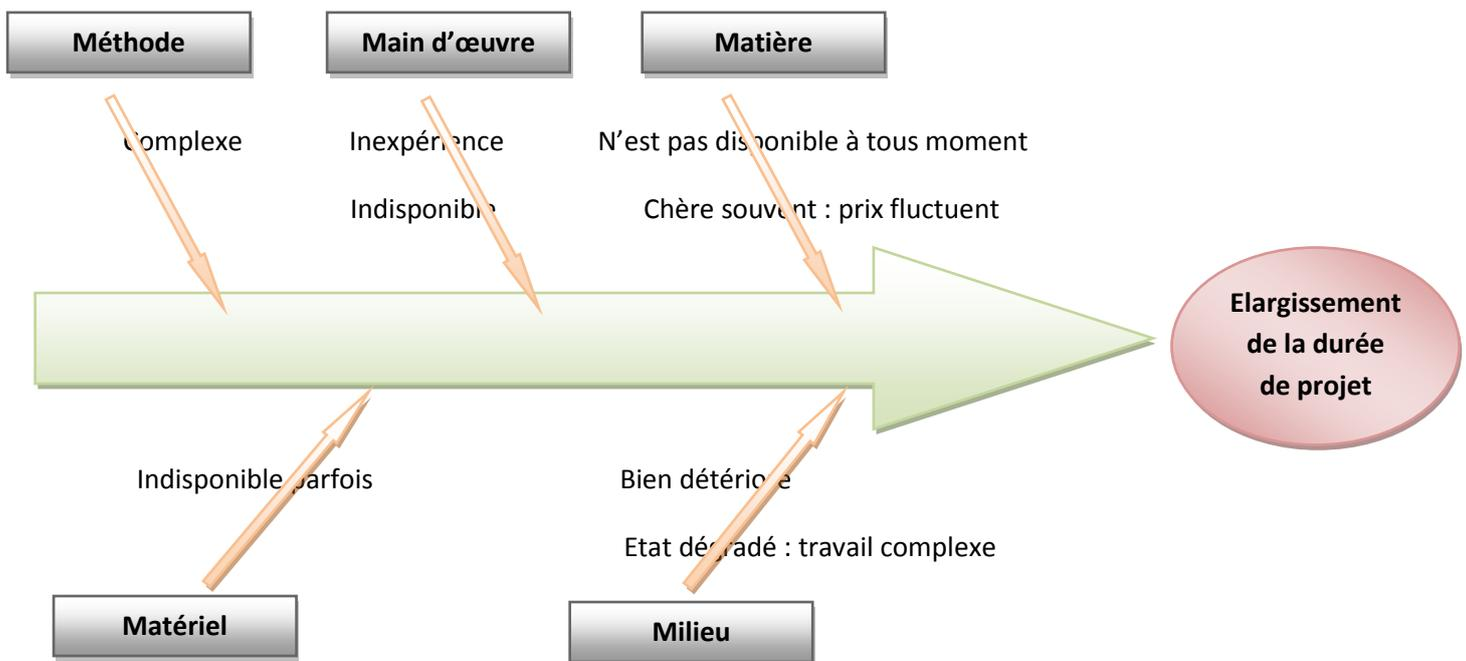 Méthode
Main d’œuvre
Matière
Complexe
Inexpérience
N’est pas disponible à tous moment
Indisponible
Chère souvent : prix fluctuent
Elargissement
de la durée
de projet
Indisponible parfois
Bien détérioré
Etat dégradé : travail complexe
Matériel
Milieu